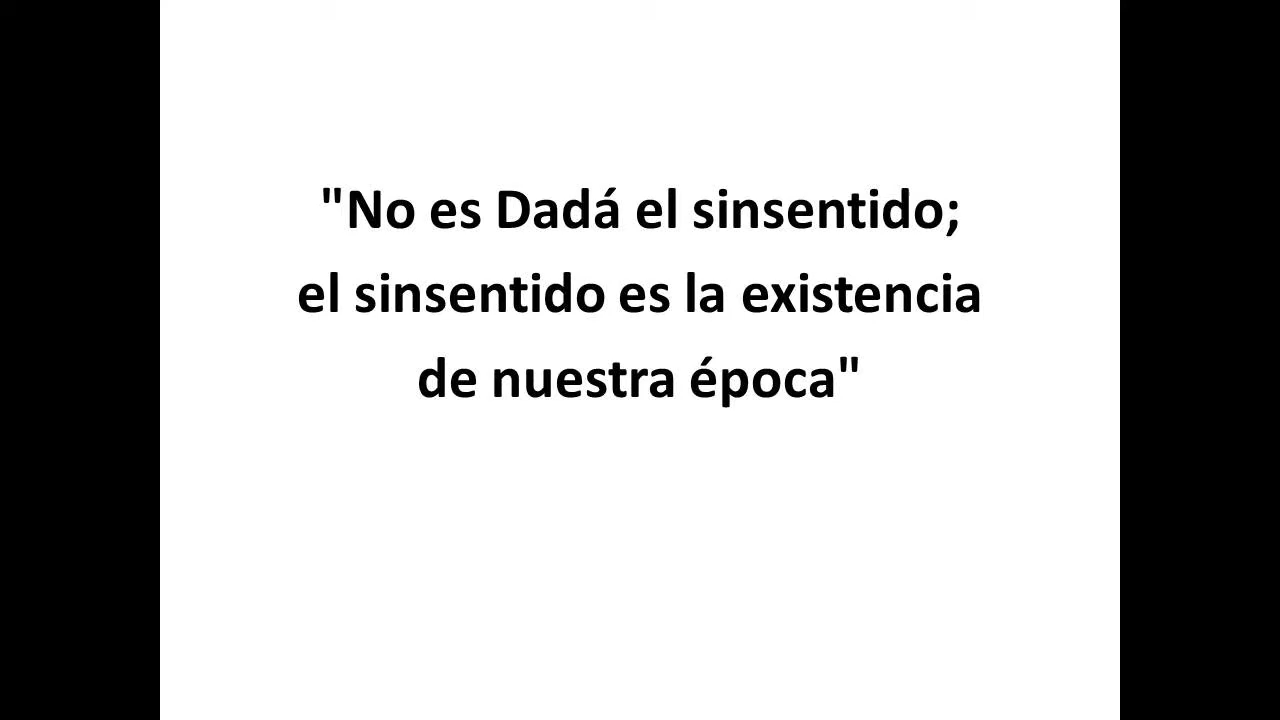 "No es Dadá el sinsentido;
el sinsentido es la existencia
de nuestra época"